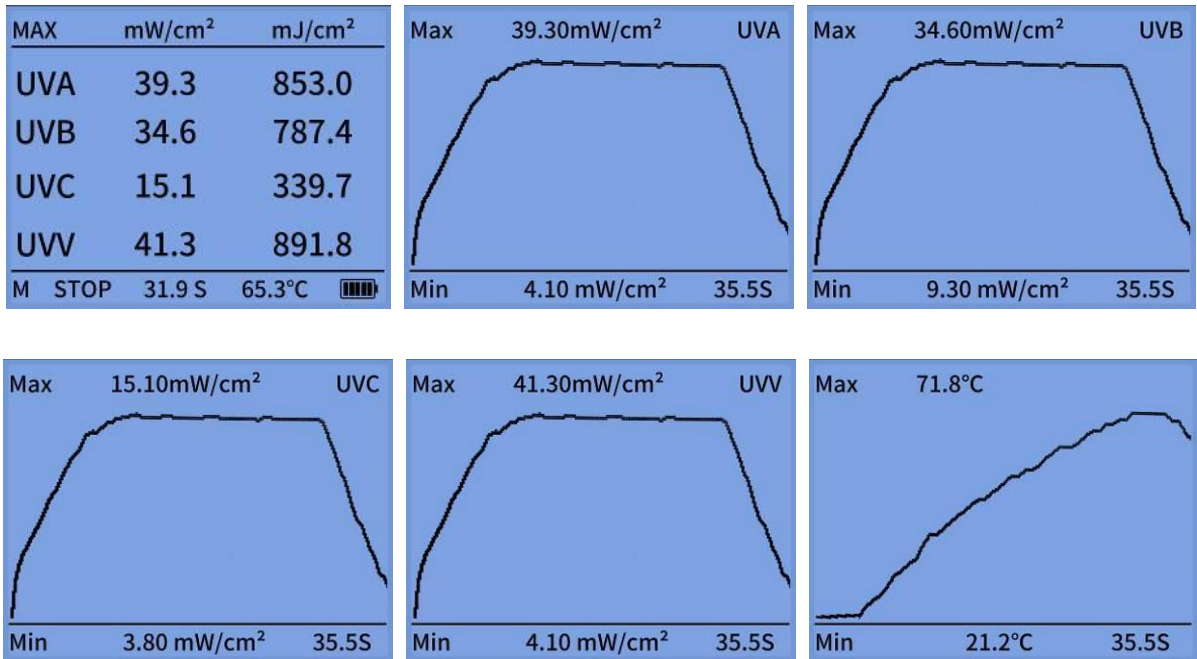 MAX mW/cm² mJ/cm²
UVA 39.3 853.0
UVB 34.6 787.4
UVC 15.1 339.7
UVV 41.3 891.8
M STOP 31.9 S 65.3°C
Max 39.30mW/cm² UVA
Min 4.10 mW/cm² 35.5S
Max 34.60mW/cm² UVB
Min 9.30 mW/cm² 35.5S
Max 15.10mW/cm² UVC
Min 3.80 mW/cm² 35.5S
Max 41.30mW/cm² UVV
Min 4.10 mW/cm² 35.5S
Max 71.8°C
Min 21.2°C 35.5S